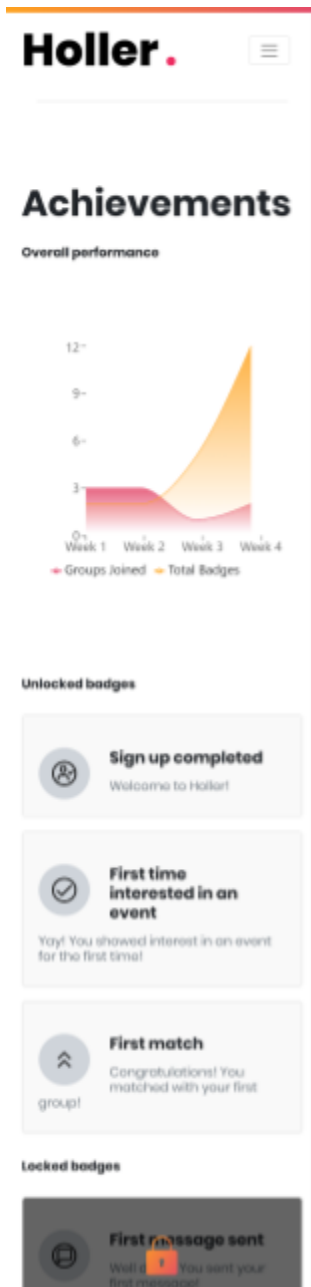 Holler.
Achievements
Overall performance
12
9
6
3
0
Week 1 Week 2 Week 3 Week 4
Groups Joined Total Badges
Unlocked badges
Sign up completed
Welcome to Holler!
First time
interested in an
event
Yay! You showed interest in an event
for the first time!
First match
Congratulations! You
matched with your first
group!
Locked badges
First message sent
Well You sent your
first message!